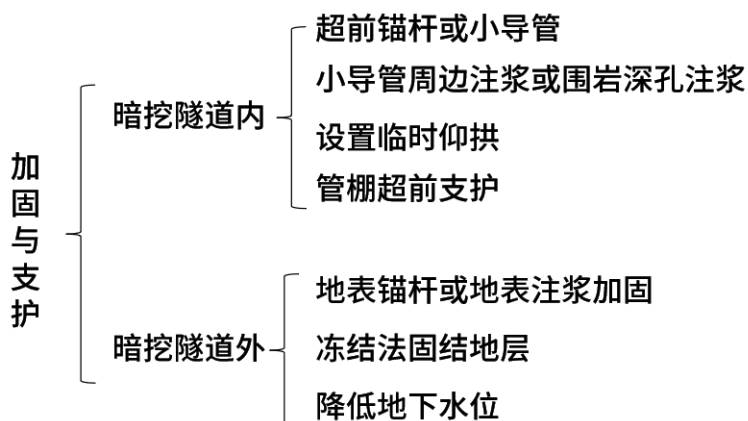 加固与支护
暗挖隧道内
超前锚杆或小导管
小导管周边注浆或围岩深孔注浆
设置临时仰拱
管棚超前支护
暗挖隧道外
地表锚杆或地表注浆加固
冻结法固结地层
降低地下水位